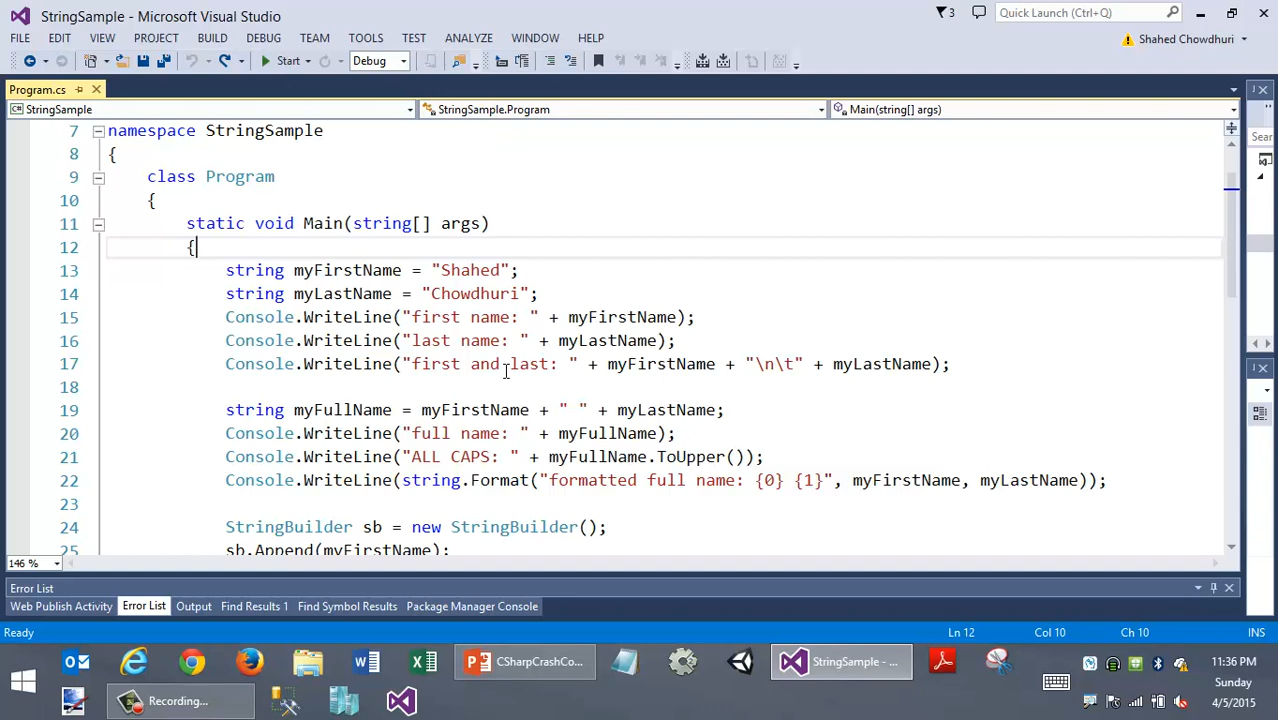 StringSample - Microsoft Visual Studio
3
Quick Launch (Ctrl+Q)
FILE EDIT VIEW PROJECT BUILD DEBUG TEAM TOOLS TEST ANALYZE WINDOW HELP
Shahed Chowdhuri
Start
Debug
Program.cs
StringSample
StringSample.Program
Main(string[] args)
Sear
7 namespace StringSample
8 {
9 class Program
10 {
11 static void Main(string[] args)
12 {
13 string myFirstName = "Shahed";
14 string myLastName = "Chowdhuri";
15 Console.WriteLine("first name: " + myFirstName);
16 Console.WriteLine("last name: " + myLastName);
17 Console.WriteLine("first and last: " + myFirstName + "\n\t" + myLastName);
18
19 string myFullName = myFirstName + " " + myLastName;
20 Console.WriteLine("full name: " + myFullName);
21 Console.WriteLine("ALL CAPS: " + myFullName.ToUpper());
22 Console.WriteLine(string.Format("formatted full name: {0} {1}", myFirstName, myLastName));
23
24 StringBuilder sb = new StringBuilder();
25 sb.Append(myFirstName);
146 %
Error List
Web Publish Activity Error List Output Find Results 1 Find Symbol Results Package Manager Console
Ready Ln 12 Col 10 Ch 10 INS
CSharpCrashCo...
StringSample - ...
11:36 PM
Sunday
4/5/2015
Recording...